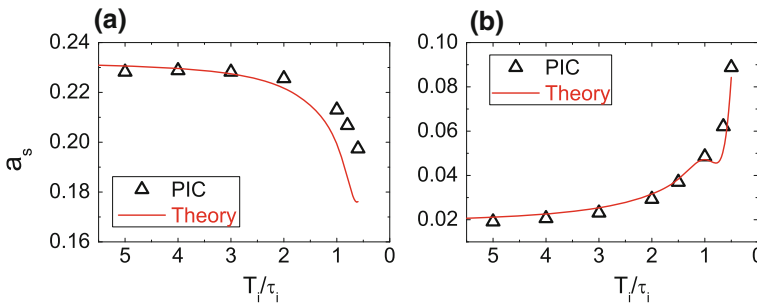 (a)
0.24
0.22
0.20
0.18
0.16
a_s
PIC
Theory
5 4 3 2 1 0
T_i/τ_i
(b)
0.10
0.08
0.06
0.04
0.02
PIC
Theory
5 4 3 2 1 0
T_i/τ_i